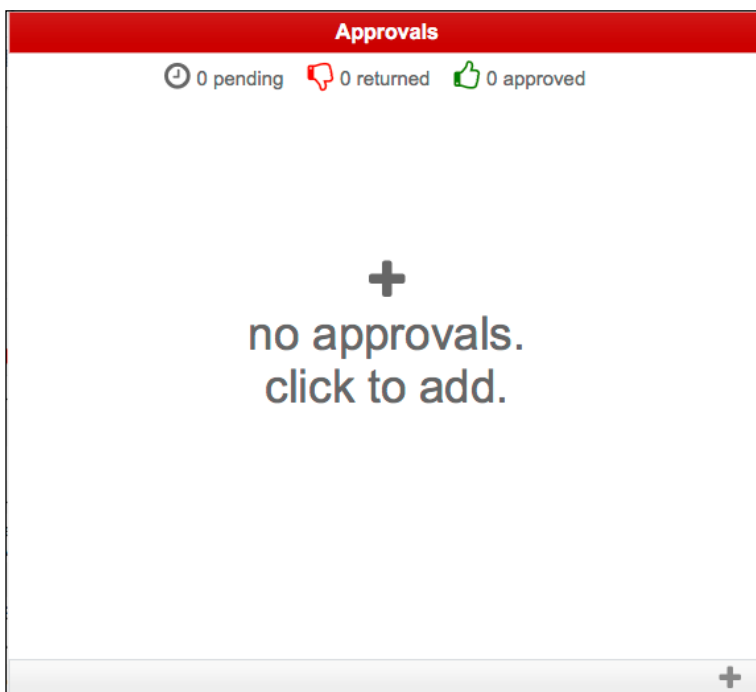 Approvals
0 pending 0 returned 0 approved
no approvals.
click to add.